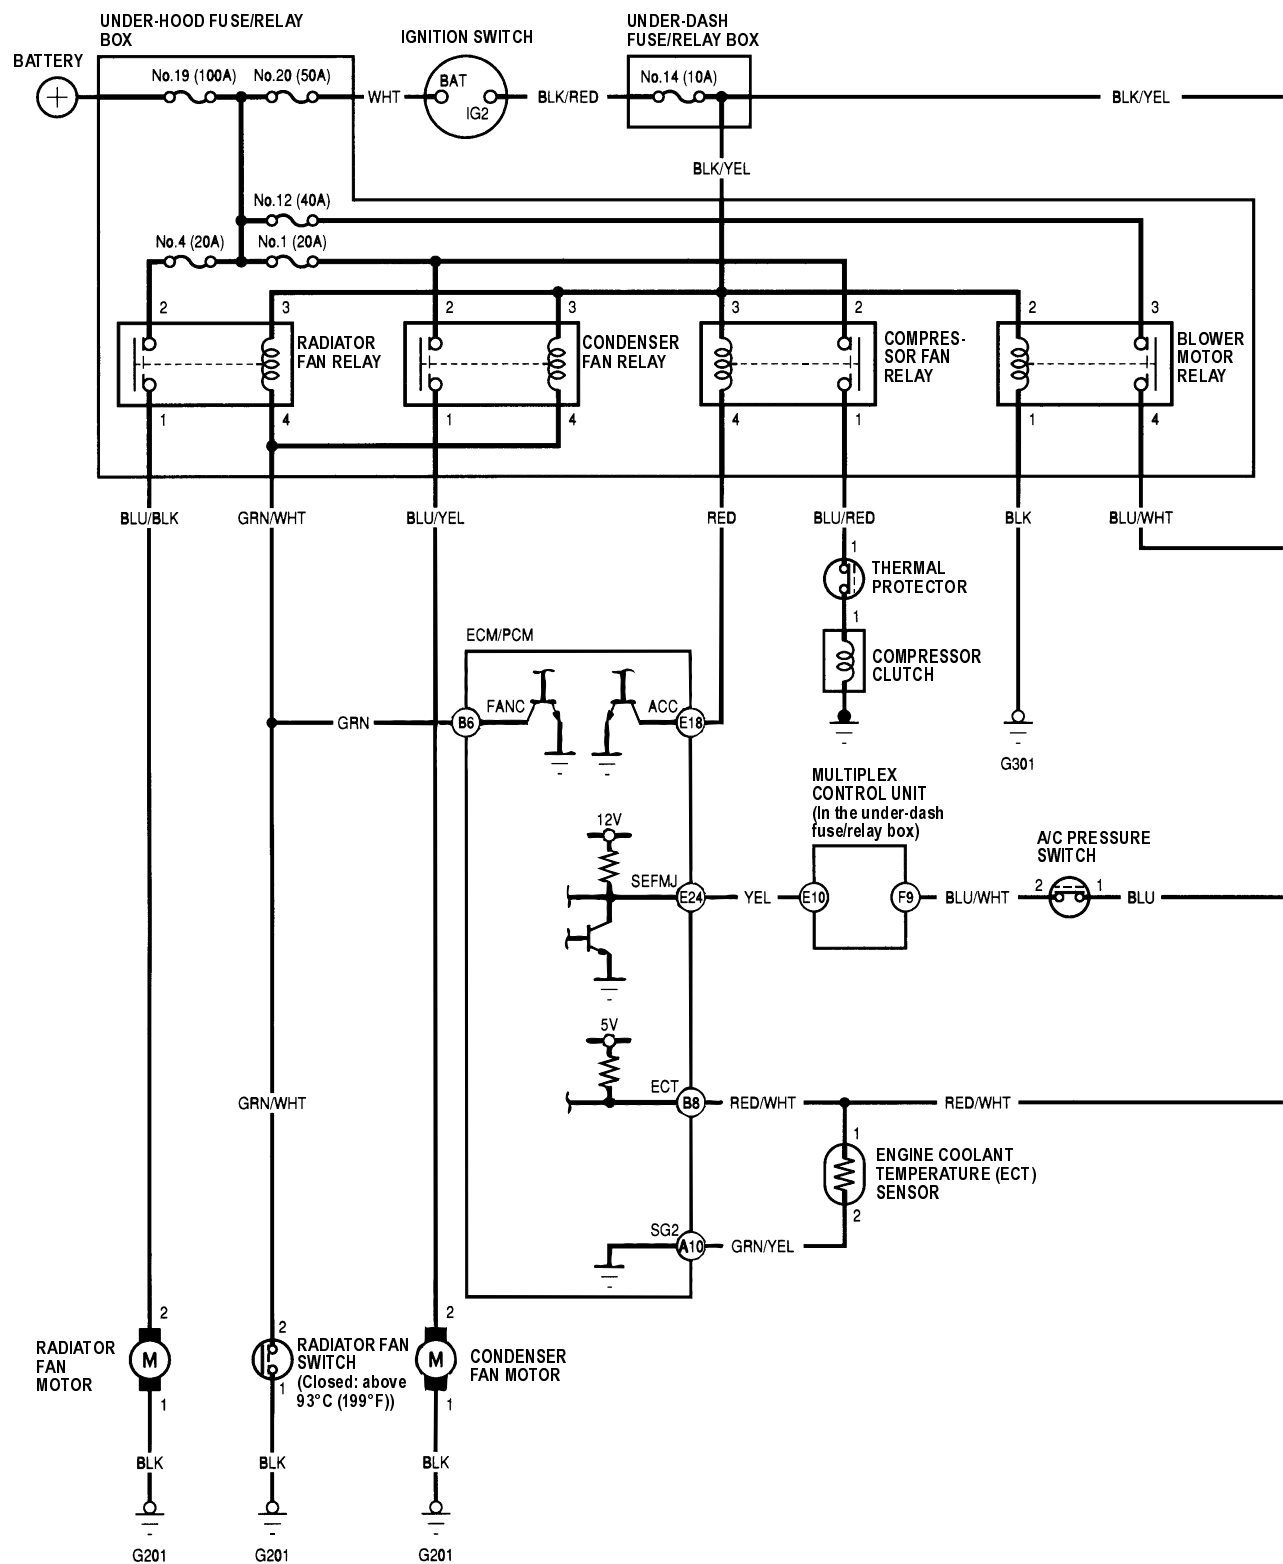 UNDER-HOOD FUSE/RELAY
BOX
IGNITION SWITCH
UNDER-DASH
FUSE/RELAY BOX
BATTERY
No.19 (100A)
No.20 (50A)
WHT
BAT
IG2
BLK/RED
No.14 (10A)
BLK/YEL
BLK/YEL
No.12 (40A)
No.4 (20A)
No.1 (20A)
2
3
2
3
3
2
2
3
RADIATOR
FAN RELAY
CONDENSER
FAN RELAY
COMPRES-
SOR FAN
RELAY
BLOWER
MOTOR
RELAY
1
4
1
4
4
1
1
4
BLU/BLK
GRN/WHT
BLU/YEL
RED
BLU/RED
BLK
BLU/WHT
1
THERMAL
PROTECTOR
1
COMPRESSOR
CLUTCH
ECM/PCM
GRN
B6
FANC
ACC
E18
G301
MULTIPLEX
CONTROL UNIT
(In the under-dash
fuse/relay box)
12V
SEFMJ
E24
YEL
E10
F9
BLU/WHT
A/C PRESSURE
SWITCH
2
1
BLU
5V
ECT
B8
RED/WHT
RED/WHT
GRN/WHT
1
ENGINE COOLANT
TEMPERATURE (ECT)
SENSOR
2
SG2
A10
GRN/YEL
2
RADIATOR
FAN
MOTOR
M
1
2
RADIATOR FAN
SWITCH
(Closed: above
93°C (199°F))
1
2
M
CONDENSER
FAN MOTOR
1
BLK
BLK
BLK
G201
G201
G201